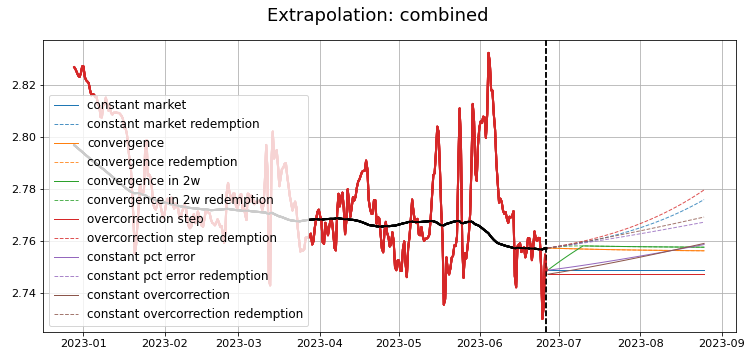 Extrapolation: combined
2.82
2.80
2.78
2.76
2.74
constant market
constant market redemption
convergence
convergence redemption
convergence in 2w
convergence in 2w redemption
overcorrection step
overcorrection step redemption
constant pct error
constant pct error redemption
constant overcorrection
constant overcorrection redemption
2023-01 2023-02 2023-03 2023-04 2023-05 2023-06 2023-07 2023-08 2023-09